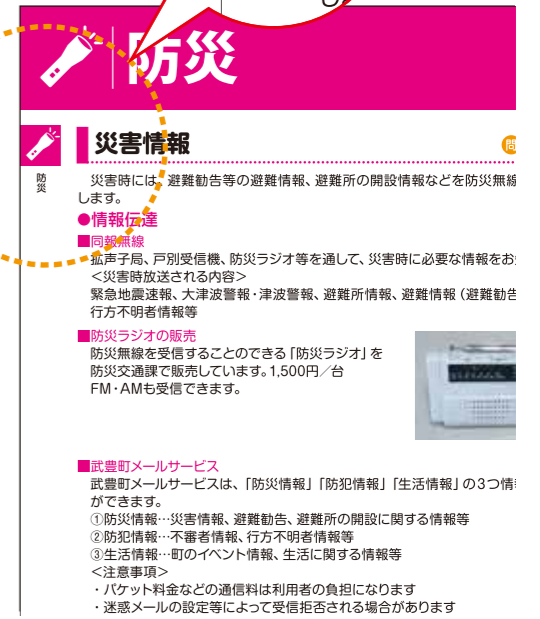 防災
災害情報
問
防災
災害時には、避難勧告等の避難情報、避難所の開設情報などを防災無線
します。
●情報伝達
■同報無線
拡声子局、戸別受信機、防災ラジオ等を通して、災害時に必要な情報をお
＜災害時放送される内容＞
緊急地震速報、大津波警報・津波警報、避難所情報、避難情報（避難勧告
行方不明者情報等
■防災ラジオの販売
防災無線を受信することのできる「防災ラジオ」を
防災交通課で販売しています。1,500円／台
FM・AMも受信できます。
■武豊町メールサービス
武豊町メールサービスは、「防災情報」「防犯情報」「生活情報」の3つ情
ができます。
①防災情報…災害情報、避難勧告、避難所の開設に関する情報等
②防犯情報…不審者情報、行方不明者情報等
③生活情報…町のイベント情報、生活に関する情報等
＜注意事項＞
・パケット料金などの通信料は利用者の負担になります
・迷惑メールの設定等によって受信拒否される場合があります